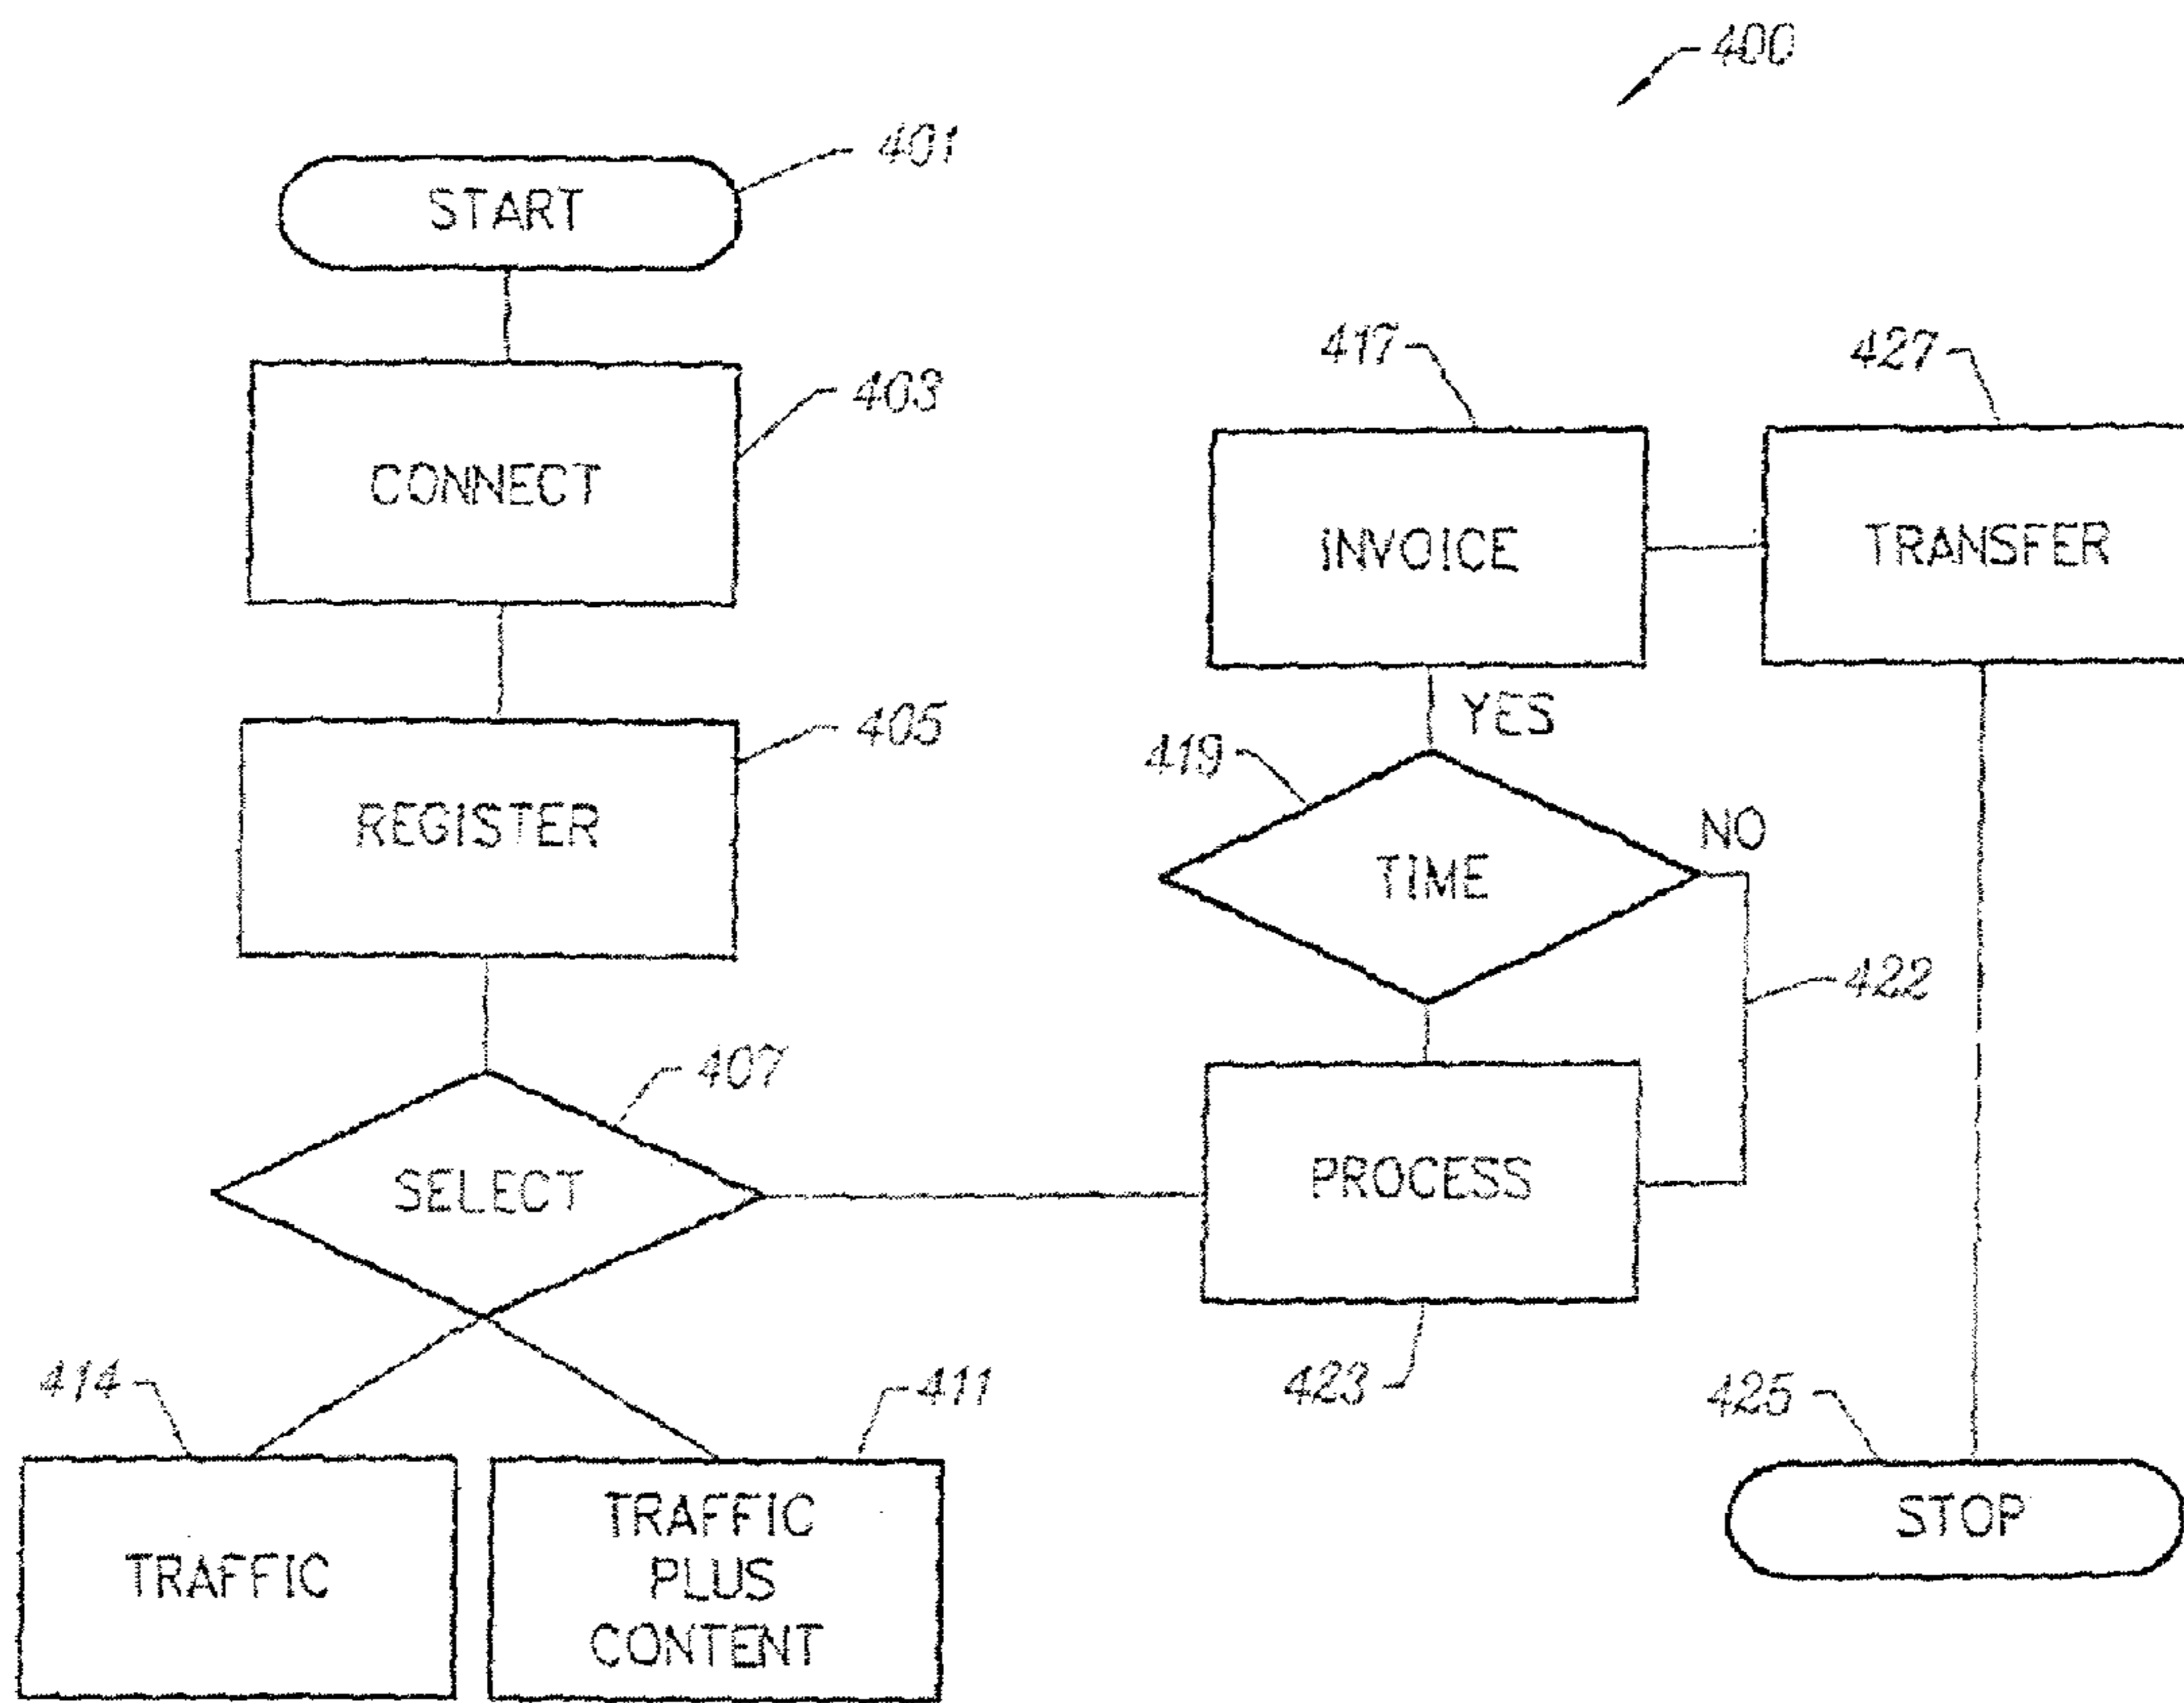 400
401
START
403
CONNECT
405
REGISTER
407
SELECT
414
TRAFFIC
411
TRAFFIC
PLUS
CONTENT
417
INVOICE
427
TRANSFER
YES
419
TIME
NO
422
PROCESS
423
425
STOP